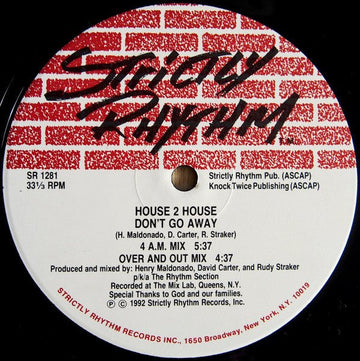 STRICTLY
RHYTHM T.M.
SR 1281
33⅓ RPM
Strictly Rhythm Pub. (ASCAP)
Knock Twice Publishing (ASCAP)
HOUSE 2 HOUSE
DON'T GO AWAY
(H. Maldonado, D. Carter, R. Straker)
4 A.M. MIX 5:37
OVER AND OUT MIX 4:37
Produced and mixed by: Henry Maldonado, David Carter, and Rudy Straker
p/k/a The Rhythm Section
Recorded at The Mix Lab, Queens, N.Y.
Special Thanks to God and our families.
℗ © 1992 Strictly Rhythm Records, Inc.
STRICTLY RHYTHM RECORDS INC., 1650 Broadway, New York, N.Y. 10019